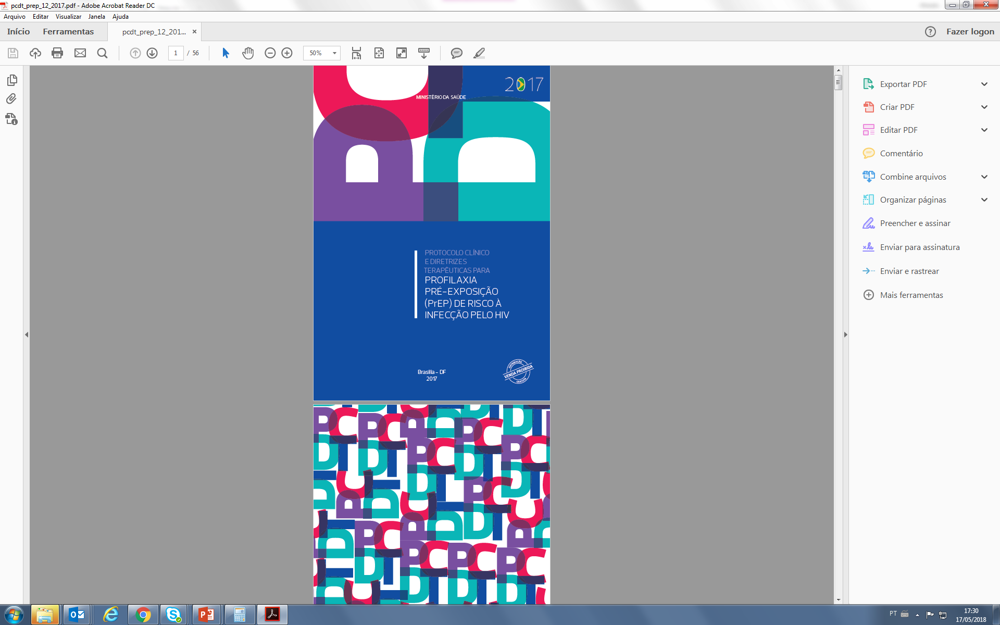 pcdt_prep_12_2017.pdf - Adobe Acrobat Reader DC
Arquivo Editar Visualizar Janela Ajuda
Início Ferramentas pcdt_prep_12_201... × Fazer logon
1 / 56 50%
2017
MINISTÉRIO DA SAÚDE
PROTOCOLO CLÍNICO
E DIRETRIZES
TERAPÊUTICAS PARA
PROFILAXIA
PRÉ-EXPOSIÇÃO
(PrEP) DE RISCO À
INFECÇÃO PELO HIV
Brasília - DF
2017
DISTRIBUIÇÃO
VENDA PROIBIDA
GRATUITA
Exportar PDF
Criar PDF
Editar PDF
Comentário
Combine arquivos
Organizar páginas
Preencher e assinar
Enviar para assinatura
Enviar e rastrear
Mais ferramentas
PT
17:30
17/05/2018